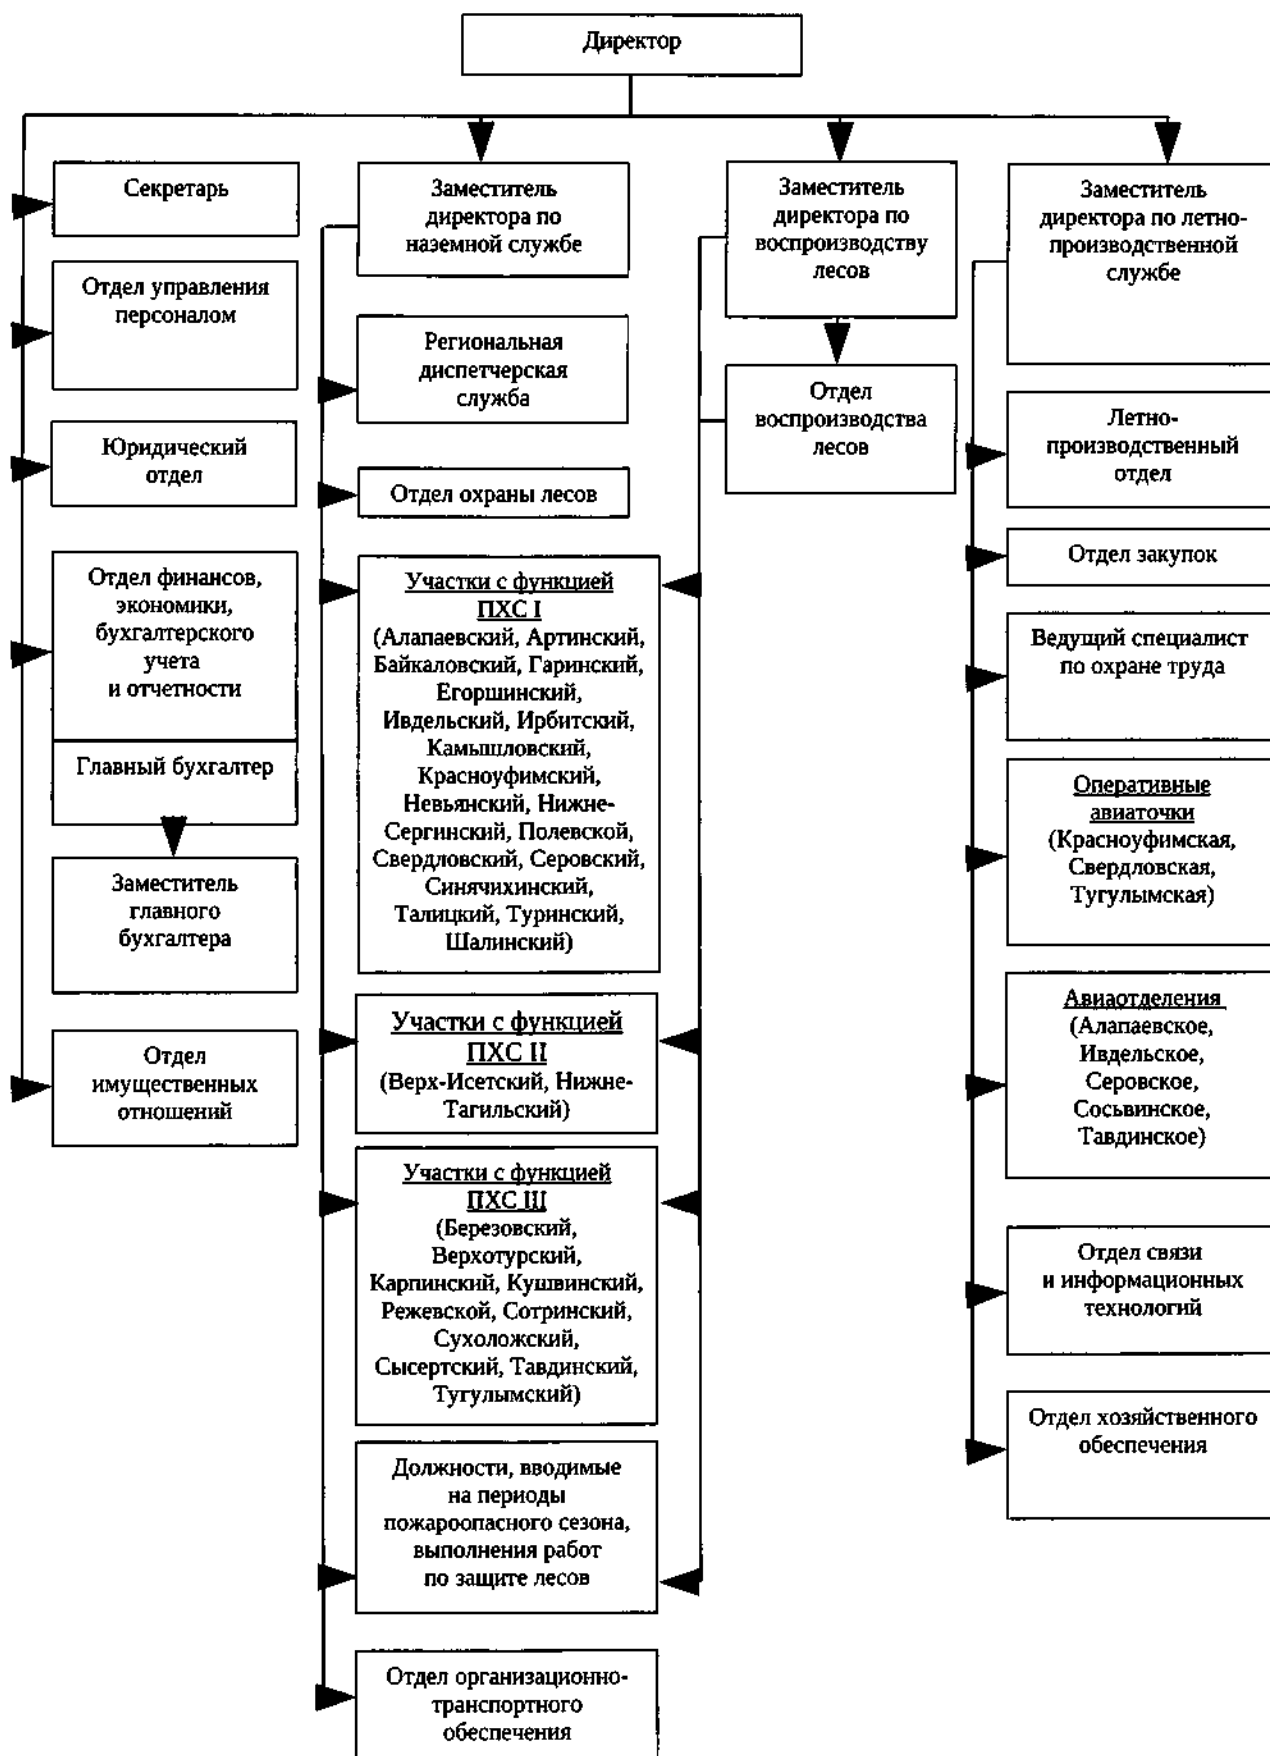 Директор
Секретарь
Отдел управления
персоналом
Юридический
отдел
Отдел финансов,
экономики,
бухгалтерского
учета
и отчетности
Главный бухгалтер
Заместитель
главного
бухгалтера
Отдел
имущественных
отношений
Заместитель
директора по
наземной службе
Региональная
диспетчерская
служба
Отдел охраны лесов
Участки с функцией
ПХС I
(Алапаевский, Артинский,
Байкаловский, Гаринский,
Егоршинский,
Ивдельский, Ирбитский,
Камышловский,
Красноуфимский,
Невьянский, Нижне-
Сергинский, Полевской,
Свердловский, Серовский,
Синячихинский,
Талицкий, Туринский,
Шалинский)
Участки с функцией
ПХС II
(Верх-Исетский, Нижне-
Тагильский)
Участки с функцией
ПХС III
(Березовский,
Верхотурский,
Карпинский, Кушвинский,
Режевской, Сотринский,
Сухоложский,
Сысертский, Тавдинский,
Тугулымский)
Должности, вводимые
на периоды
пожароопасного сезона,
выполнения работ
по защите лесов
Отдел организационно-
транспортного
обеспечения
Заместитель
директора по
воспроизводству
лесов
Отдел
воспроизводства
лесов
Заместитель
директора по летно-
производственной
службе
Летно-
производственный
отдел
Отдел закупок
Ведущий специалист
по охране труда
Оперативные
авиаточки
(Красноуфимская,
Свердловская,
Тугулымская)
Авиаотделения
(Алапаевское,
Ивдельское,
Серовское,
Сосьвинское,
Тавдинское)
Отдел связи
и информационных
технологий
Отдел хозяйственного
обеспечения